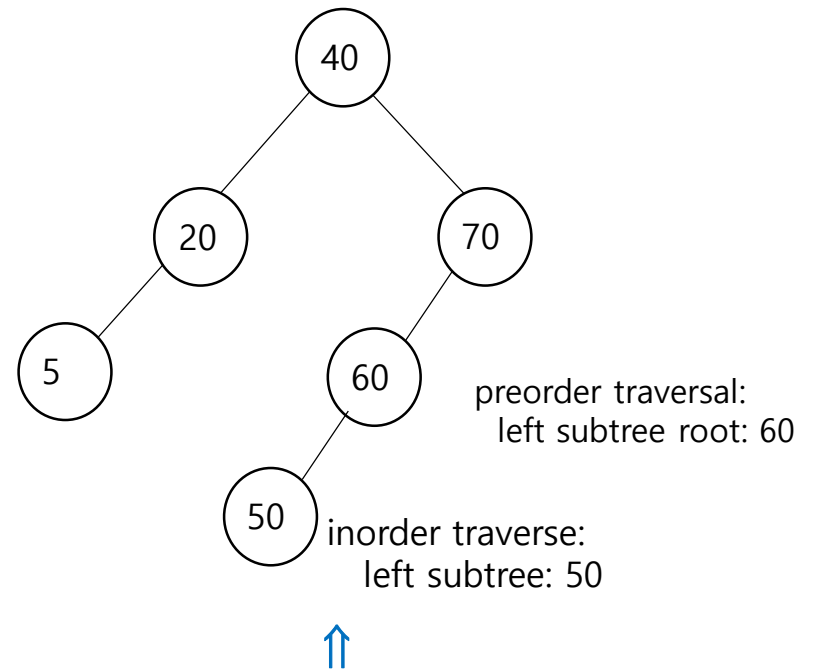 40
20
70
5
60
preorder traversal:
left subtree root: 60
50
inorder traverse:
left subtree: 50
⇑